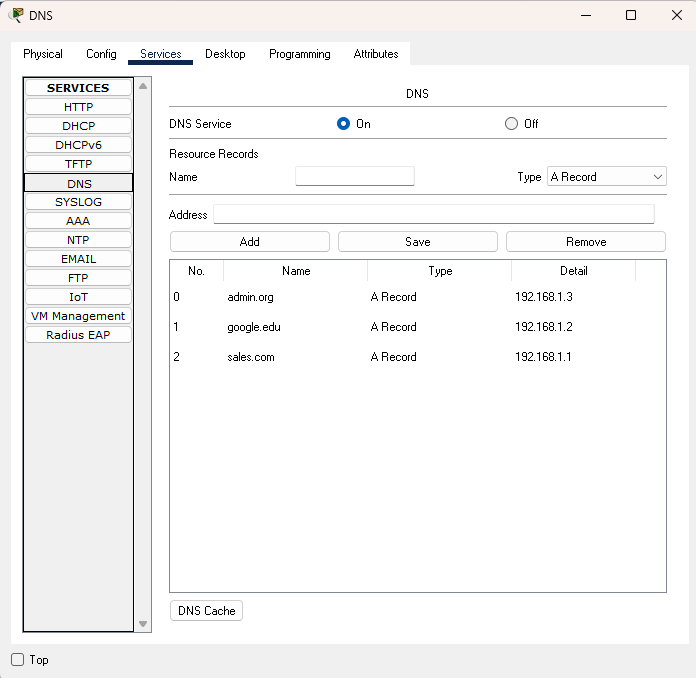 DNS
Physical Config Services Desktop Programming Attributes
SERVICES
HTTP
DHCP
DHCPv6
TFTP
DNS
SYSLOG
AAA
NTP
EMAIL
FTP
IoT
VM Management
Radius EAP
DNS
DNS Service On Off
Resource Records
Name Type A Record
Address
Add Save Remove
No. Name Type Detail
0 admin.org A Record 192.168.1.3
1 google.edu A Record 192.168.1.2
2 sales.com A Record 192.168.1.1
DNS Cache
Top